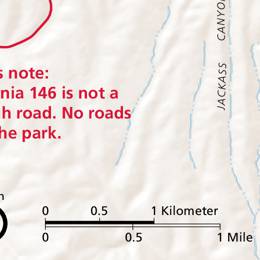 CANYO
JACKASS
s note:
nia 146 is not a
h road. No roads
he park.
0 0.5 1 Kilometer
0 0.5 1 Mile